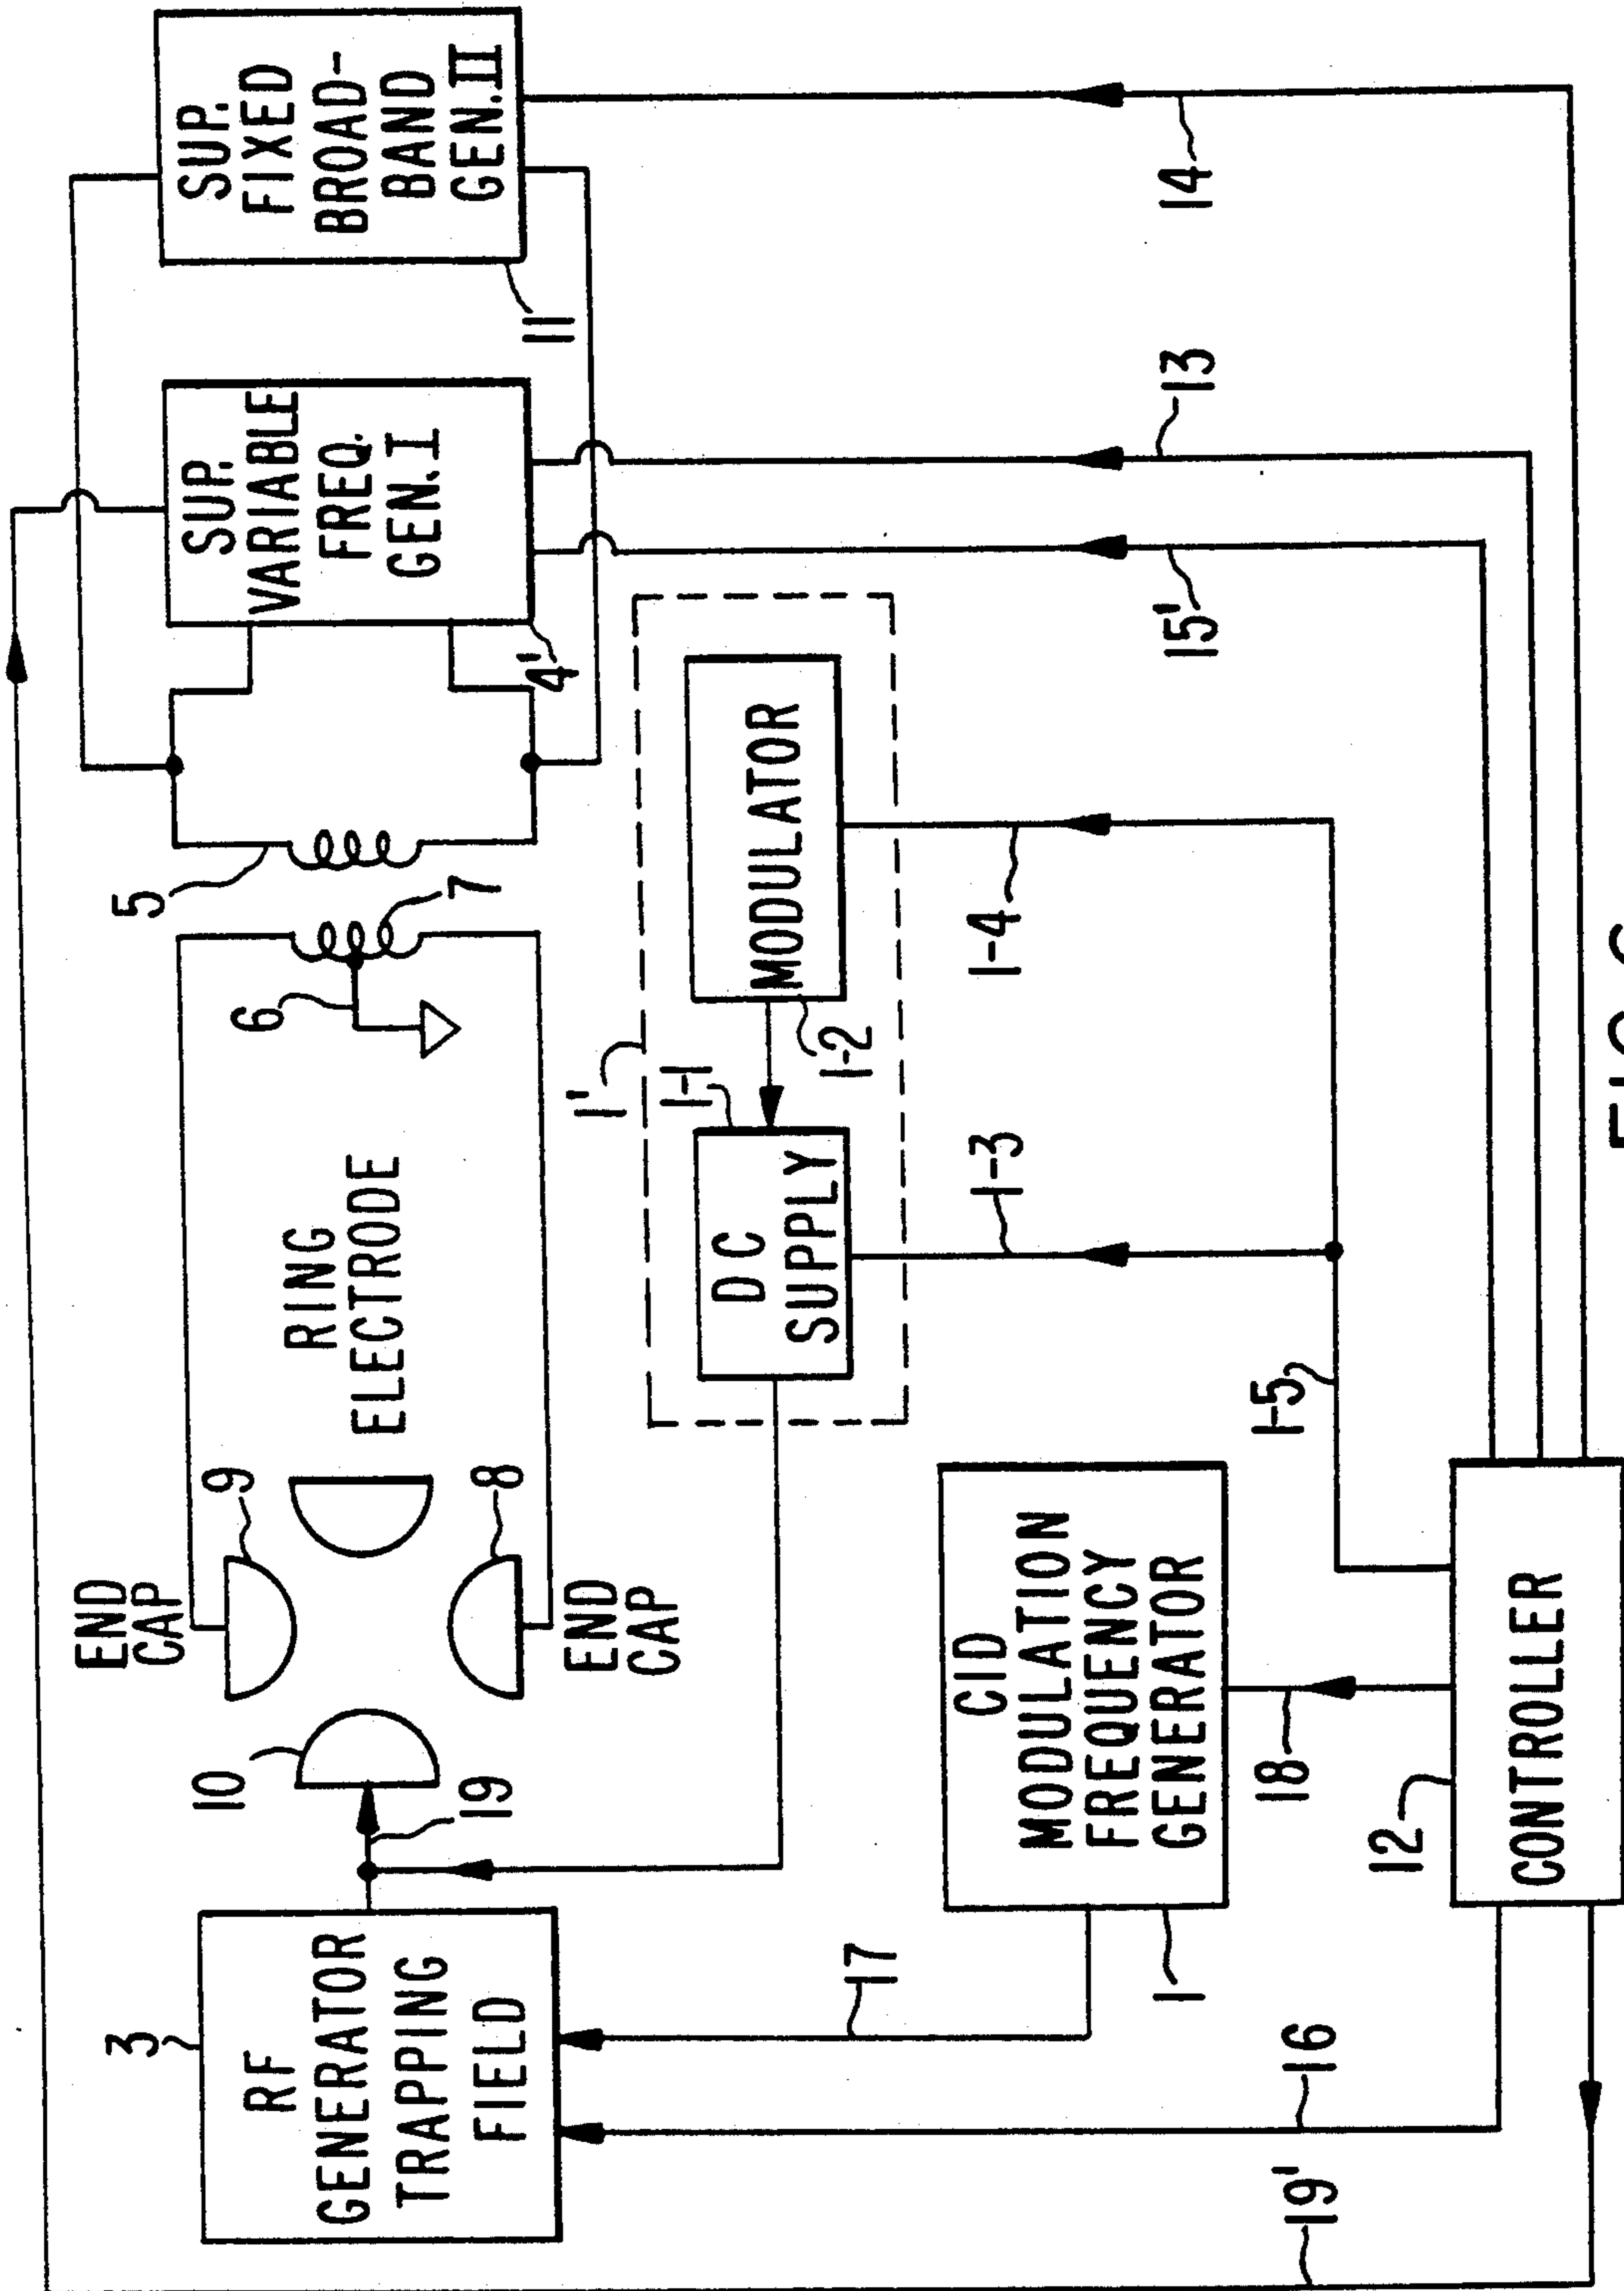 3
RF
GENERATOR
TRAPPING
FIELD
10
19
END
CAP
9
8
END
CAP
RING
ELECTRODE
6
7
5
SUP.
VARIABLE
FREQ.
GEN. I
4'
SUP.
FIXED
BROAD-
BAND
GEN. II
11
1'
1-1
DC
SUPPLY
MODULATOR
1-2
1-3
1-4
1-5
15'
13
14
17
CID
MODULATION
FREQUENCY
GENERATOR
1
18
16
19'
12
CONTROLLER